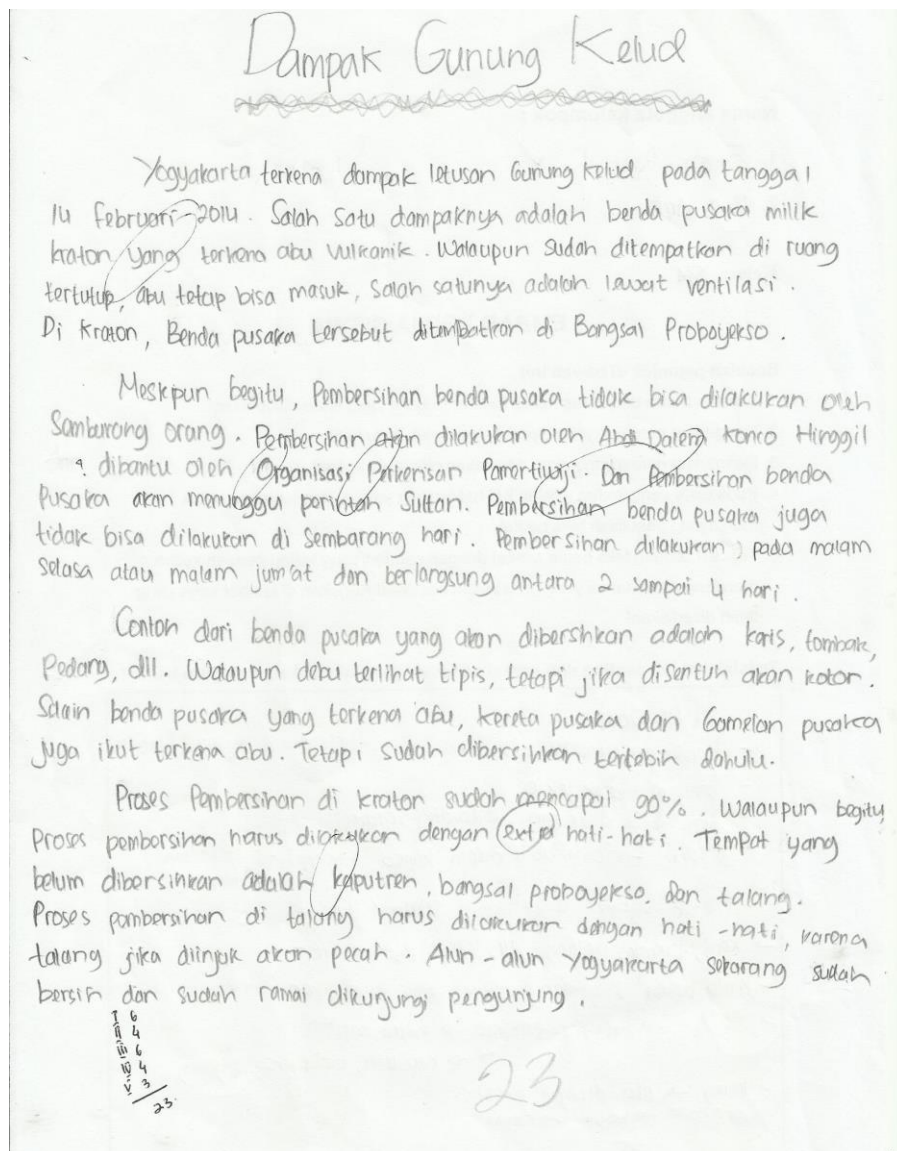 Dampak Gunung Kelud
Yogyakarta terkena dampak letusan Gunung Kelud pada tanggal
14 Februari 2014. Salah satu dampaknya adalah benda pusaka milik
kraton yang terkena abu vulkanik. Walaupun sudah ditempatkan di ruang
tertutup, abu tetap bisa masuk, salah satunya adalah lewat ventilasi.
Di Kraton, Benda pusaka tersebut ditempatkan di Bangsal Proboyekso.
Meskipun begitu, Pembersihan benda pusaka tidak bisa dilakukan oleh
Sembarang orang. Pembersihan akan dilakukan oleh Abdi Dalem Konco Hinggil
dibantu oleh Organisasi Perkerisan Pametriwiji. Dan Pembersihan benda
Pusaka akan menunggu perintah Sultan. Pembersihan benda pusaka juga
tidak bisa dilakukan di Sembarang hari. Pembersihan dilakukan, pada malam
Selasa atau malam jum'at dan berlangsung antara 2 sampai 4 hari.
Contoh dari benda pusaka yang akan dibershkan adalah keris, tombak,
Pedang, dll. Walaupun debu terlihat tipis, tetapi jika disentuh akan kotor.
Selain benda pusaka yang terkena abu, kereta pusaka dan Gamelan pusaka
juga ikut terkena abu. Tetapi sudah dibersihkan terlebih dahulu.
Proses Pembersihan di kraton sudah mencapai 90%. Walaupun begitu,
Proses pembersihan harus dilakukan dengan extra hati-hati. Tempat yang
belum dibersihkan adalah kaputren, bangsal proboyekso, dan talang.
Proses pembersihan di talang harus dilakukan dengan hati-hati, karena
talang jika diinjak akan pecah. Alun-alun Yogyakarta sekarang sudah
bersih dan sudah ramai dikunjungi pengunjung.
I 6
II 4
III 6
IV 4
V 3
23
23